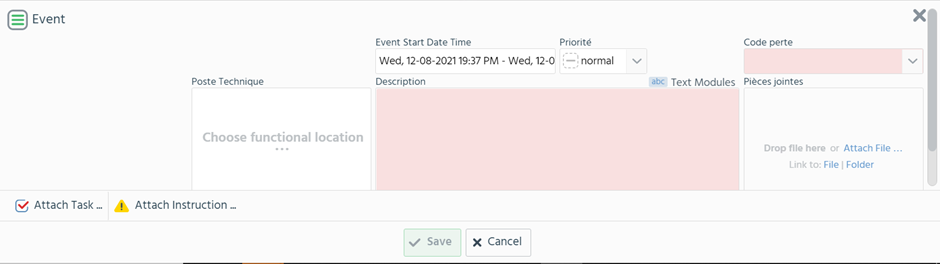 Event
Event Start Date Time
Priorité
Code perte
Wed, 12-08-2021 19:37 PM - Wed, 12-0
normal
Poste Technique
Description
abc Text Modules
Pièces jointes
Choose functional location
...
Drop file here or Attach File ...
Link to: File | Folder
Attach Task ...
Attach Instruction ...
Save
Cancel